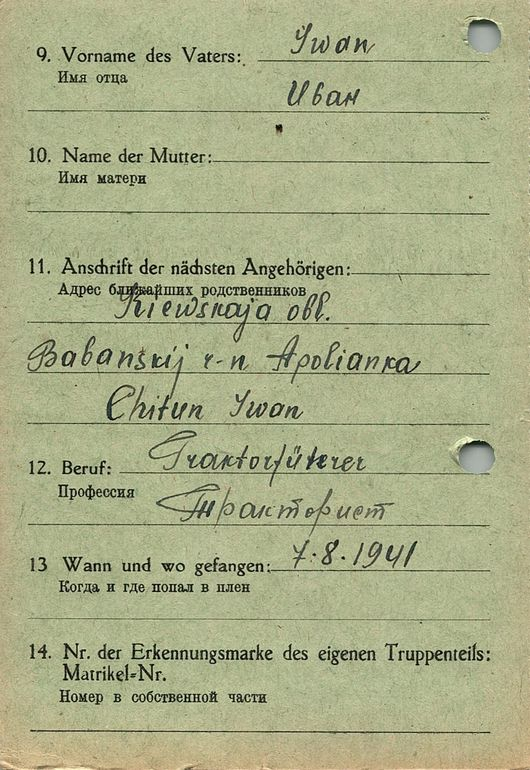 9. Vorname des Vaters: Iwan
Имя отца
Иван
10. Name der Mutter:
Имя матери
11. Anschrift der nächsten Angehörigen:
Адрес ближайших родственников
Kiewskaja obl.
Babanskij r-n Apolianka
Chitun Iwan
12. Beruf: Traktorführer
Профессия Тракторист
13 Wann und wo gefangen: 7.8.1941
Когда и где попал в плен
14. Nr. der Erkennungsmarke des eigenen Truppenteils:
Matrikel-Nr.
Номер в собственной части